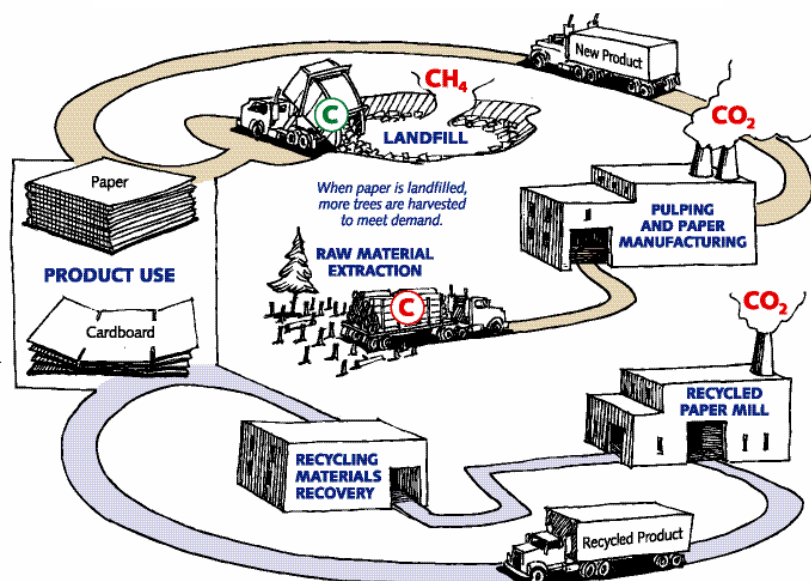 New Product
CH₄
CO₂
C
LANDFILL
Paper
When paper is landfilled,
more trees are harvested
to meet demand.
PULPING
AND PAPER
MANUFACTURING
RAW MATERIAL
EXTRACTION
PRODUCT USE
C
CO₂
Cardboard
RECYCLED
PAPER MILL
RECYCLING
MATERIALS
RECOVERY
Recycled Product